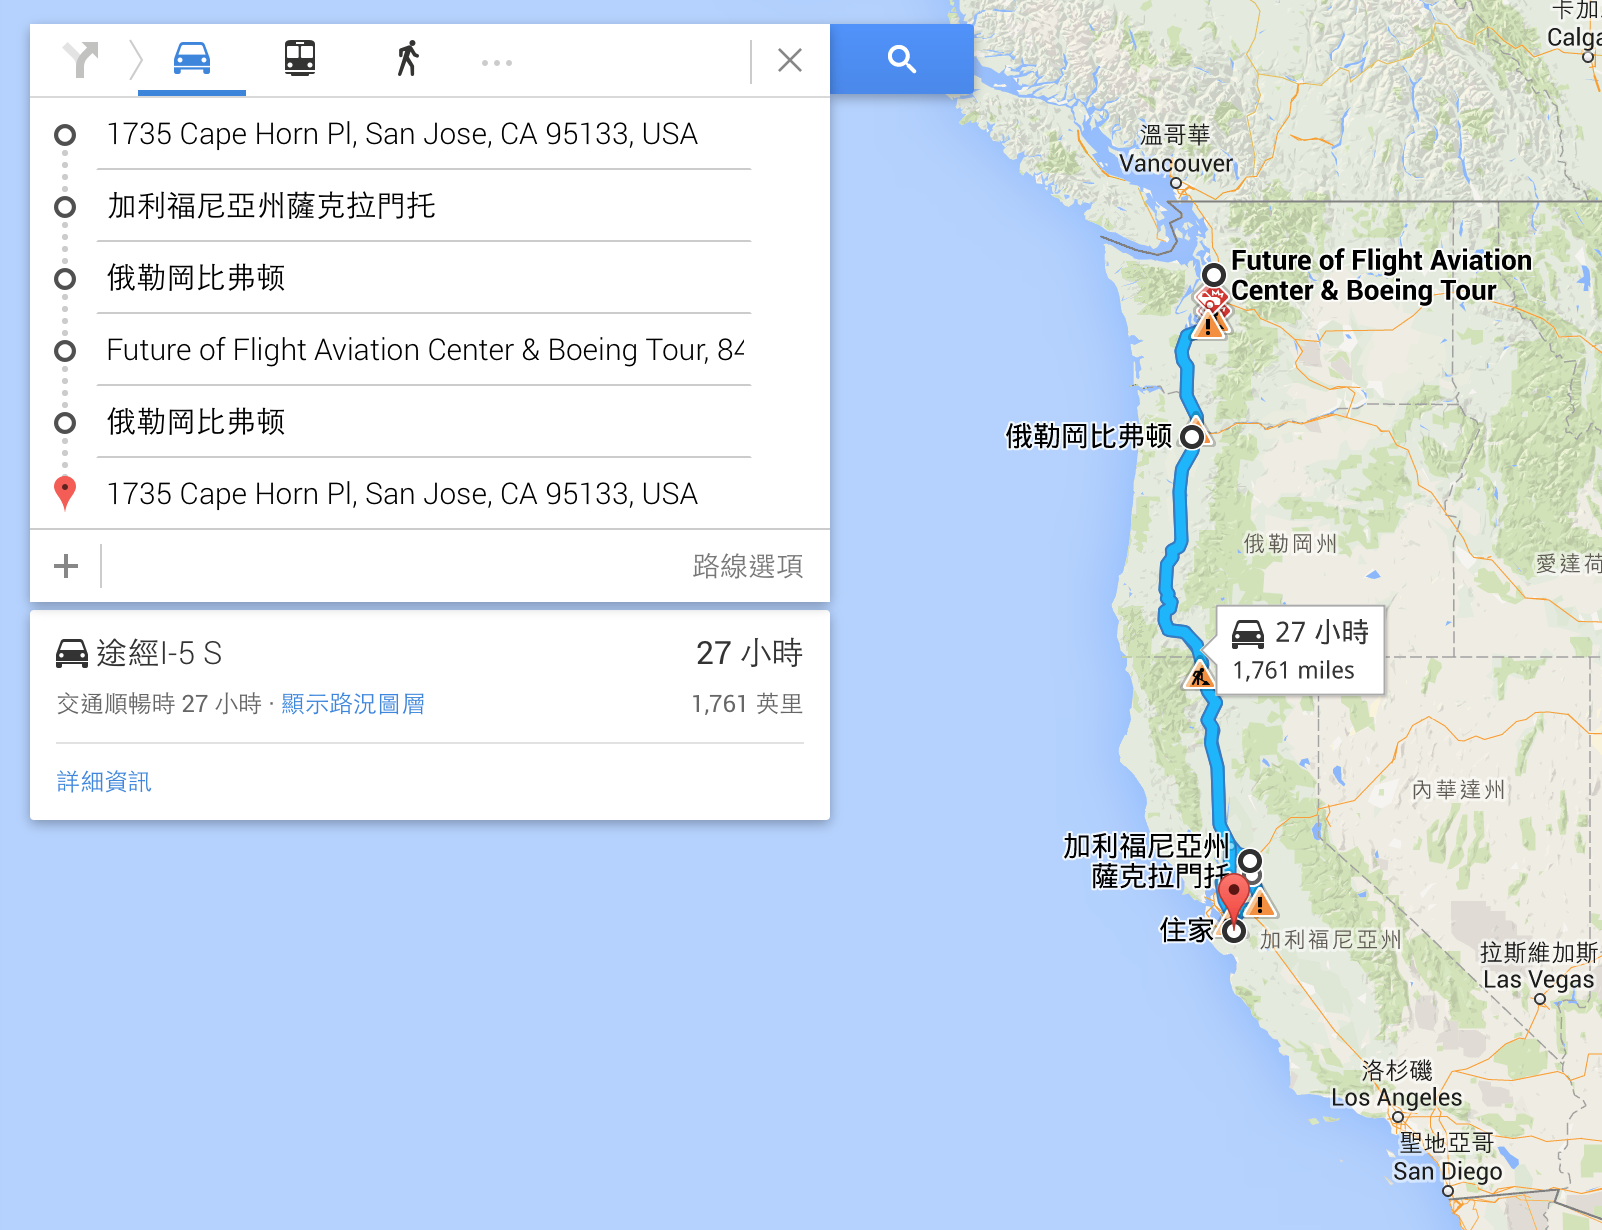 1735 Cape Horn Pl, San Jose, CA 95133, USA
加利福尼亞州薩克拉門托
俄勒岡比弗顿
Future of Flight Aviation Center & Boeing Tour, 84
俄勒岡比弗顿
1735 Cape Horn Pl, San Jose, CA 95133, USA
路線選項
途經I-5 S
27 小時
交通順暢時 27 小時 · 顯示路況圖層
1,761 英里
詳細資訊
卡加
Calga
溫哥華
Vancouver
Future of Flight Aviation
Center & Boeing Tour
俄勒岡比弗顿
俄勒岡州
愛達荷
27 小時
1,761 miles
內華達州
加利福尼亞州
薩克拉門托
住家
加利福尼亞州
拉斯維加斯
Las Vegas
洛杉磯
Los Angeles
聖地亞哥
San Diego